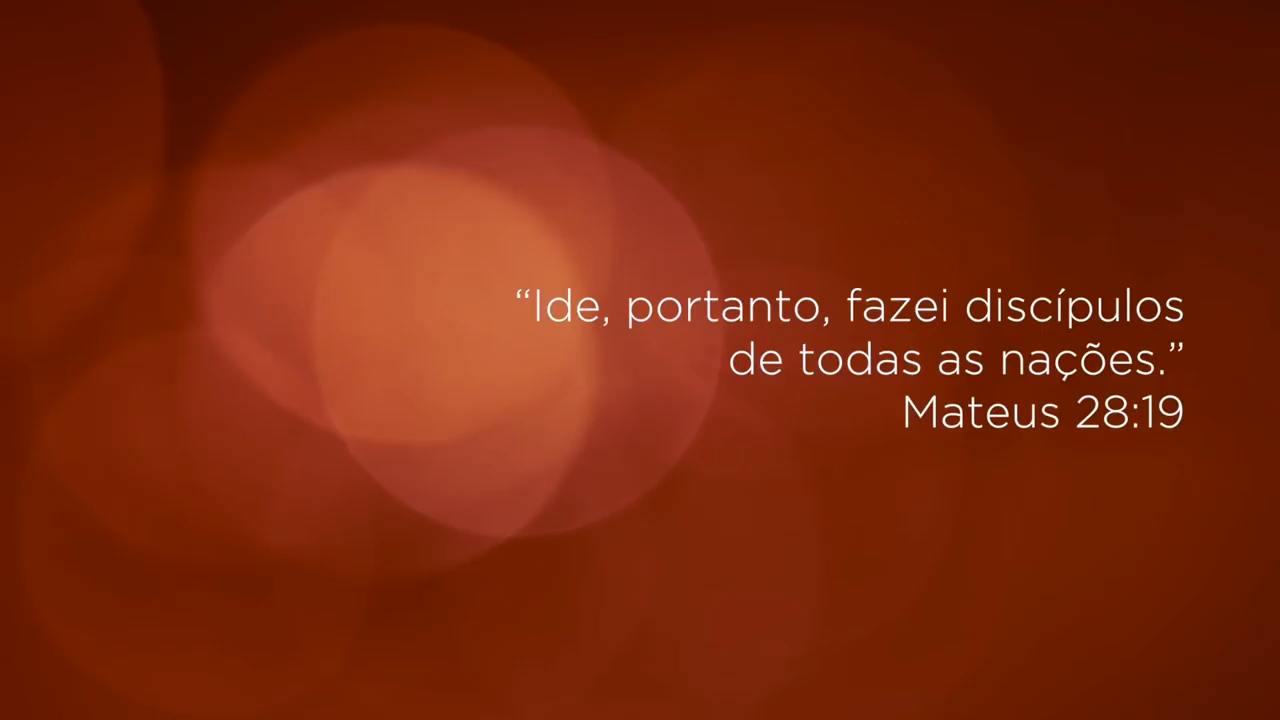 “Ide, portanto, fazei discípulos
de todas as nações.”
Mateus 28:19